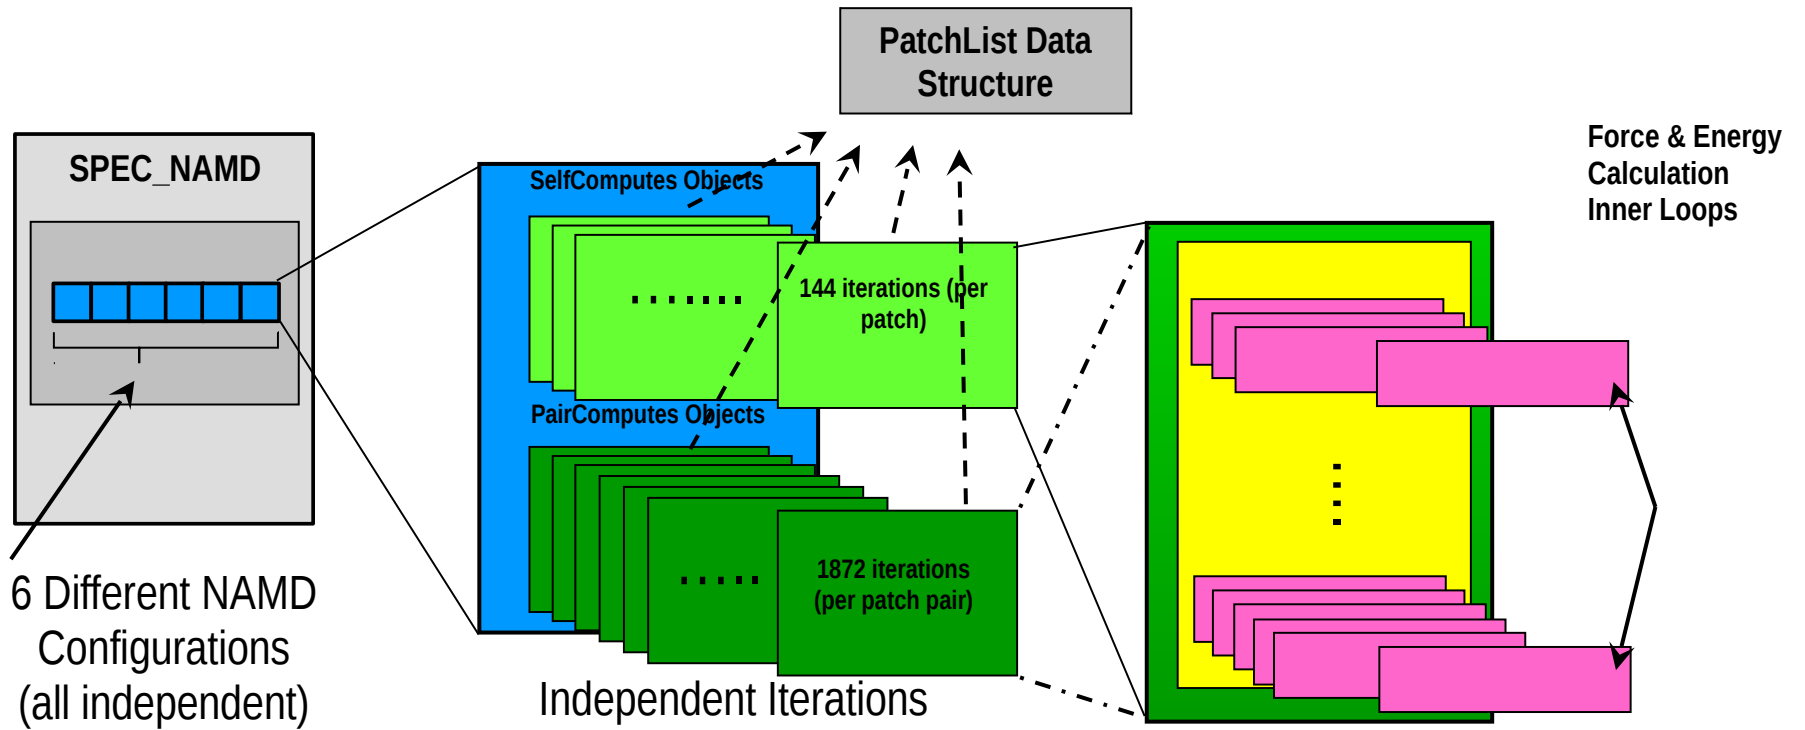 PatchList Data
Structure
SPEC_NAMD
Force & Energy
Calculation
Inner Loops
SelfComputes Objects
144 iterations (per
patch)
PairComputes Objects
1872 iterations
(per patch pair)
6 Different NAMD
Configurations
(all independent)
Independent Iterations